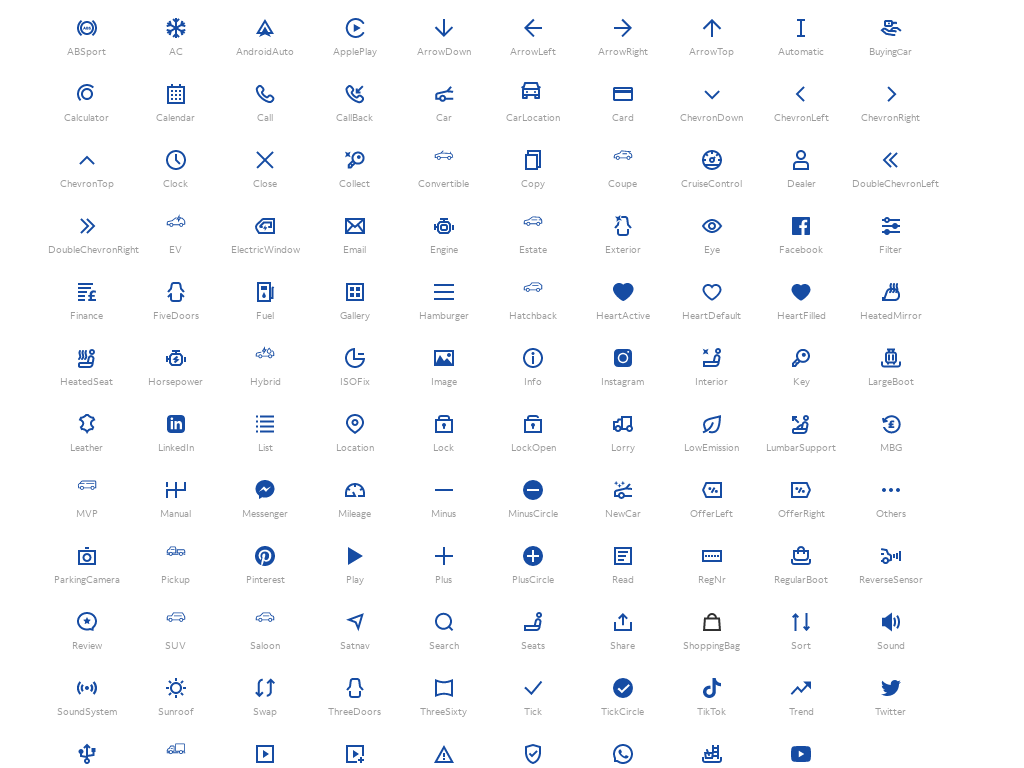 ABSport AC AndroidAuto ApplePlay ArrowDown ArrowLeft ArrowRight ArrowTop Automatic BuyingCar
Calculator Calendar Call CallBack Car CarLocation Card ChevronDown ChevronLeft ChevronRight
ChevronTop Clock Close Collect Convertible Copy Coupe CruiseControl Dealer DoubleChevronLeft
DoubleChevronRight EV ElectricWindow Email Engine Estate Exterior Eye Facebook Filter
Finance FiveDoors Fuel Gallery Hamburger Hatchback HeartActive HeartDefault HeartFilled HeatedMirror
HeatedSeat Horsepower Hybrid ISOFix Image Info Instagram Interior Key LargeBoot
Leather LinkedIn List Location Lock LockOpen Lorry LowEmission LumbarSupport MBG
MVP Manual Messenger Mileage Minus MinusCircle NewCar OfferLeft OfferRight Others
ParkingCamera Pickup Pinterest Play Plus PlusCircle Read RegNr RegularBoot ReverseSensor
Review SUV Saloon Satnav Search Seats Share ShoppingBag Sort Sound
SoundSystem Sunroof Swap ThreeDoors ThreeSixty Tick TickCircle TikTok Trend Twitter